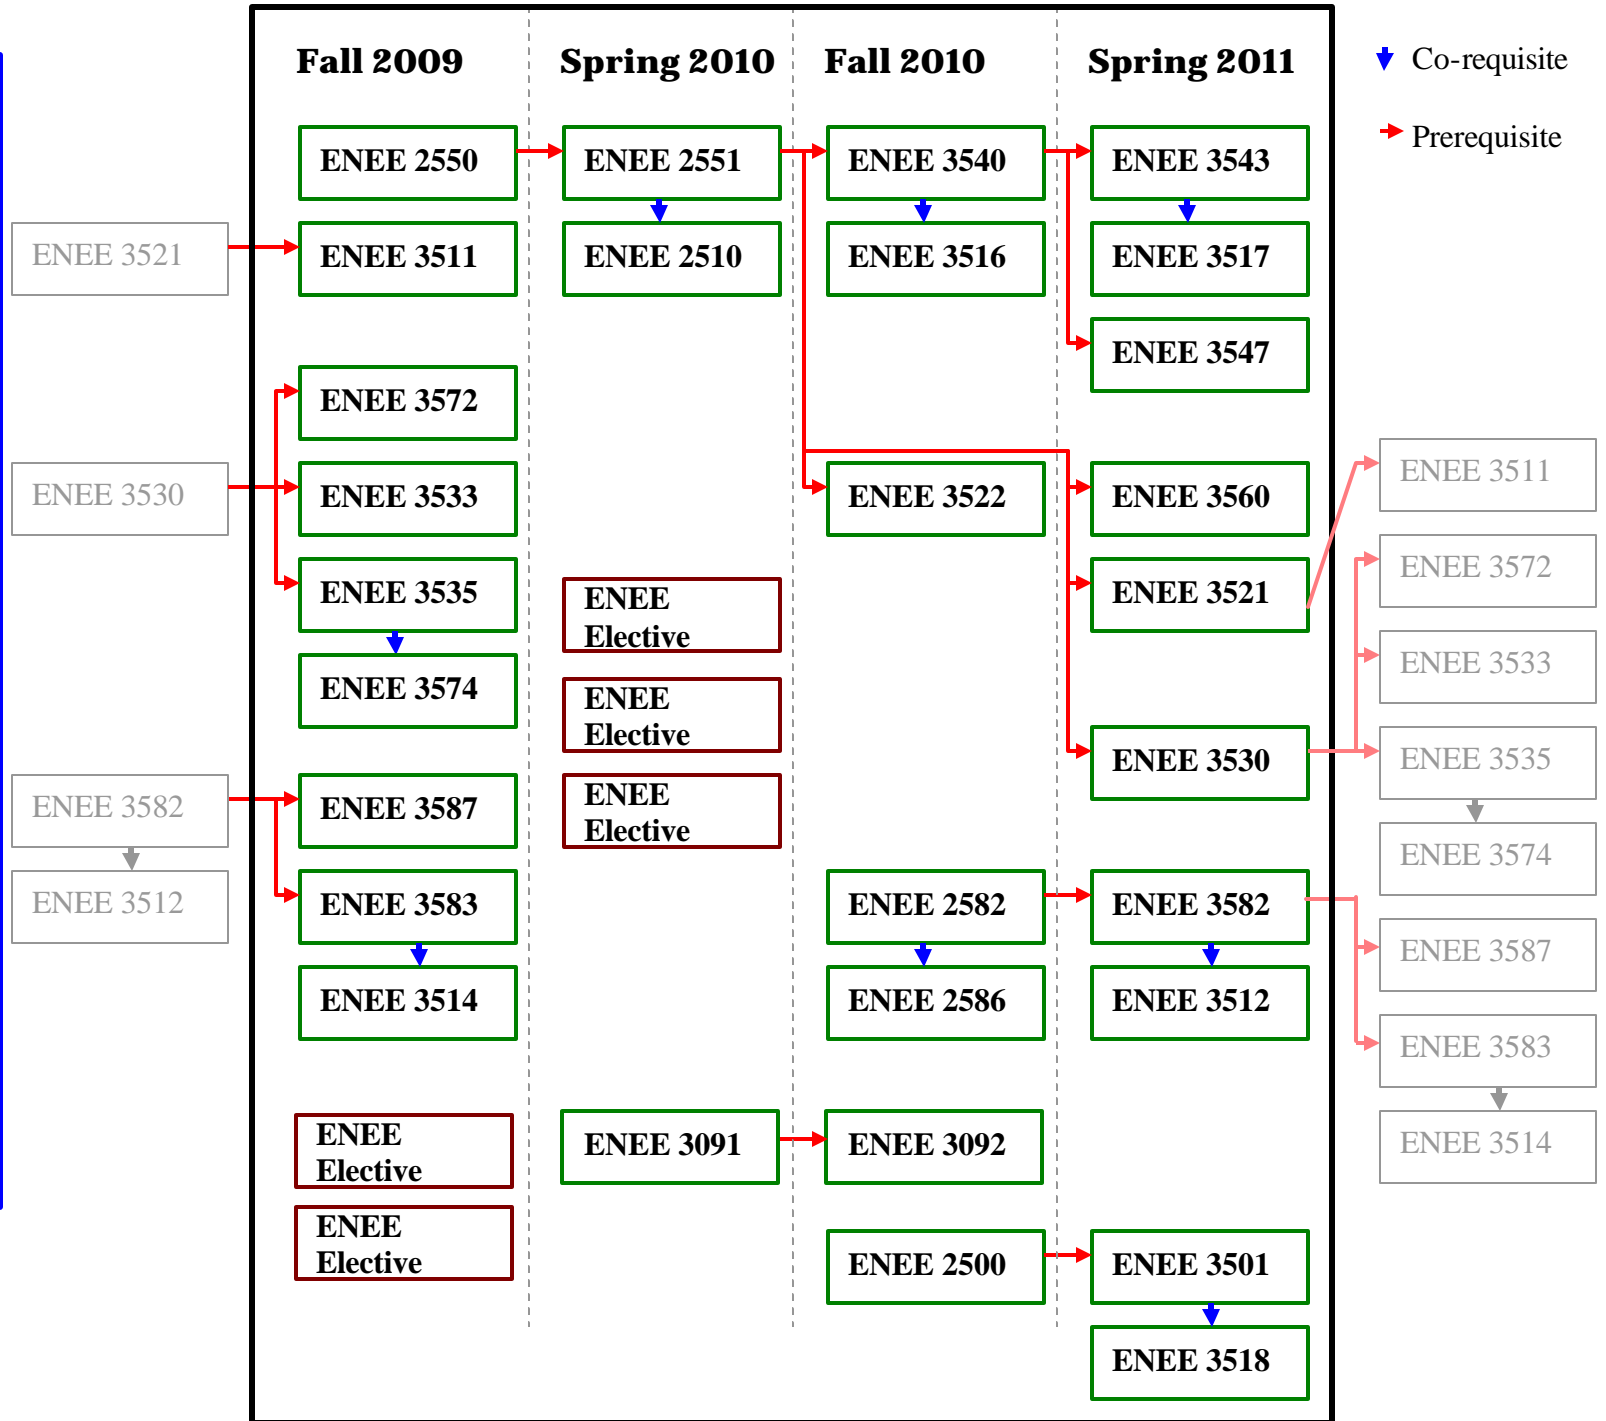 Fall 2009
Spring 2010
Fall 2010
Spring 2011
Co-requisite
Prerequisite
ENEE 3521
ENEE 3530
ENEE 3582
ENEE 3512
ENEE 2550
ENEE 3511
ENEE 3572
ENEE 3533
ENEE 3535
ENEE 3574
ENEE 3587
ENEE 3583
ENEE 3514
ENEE
Elective
ENEE
Elective
ENEE 2551
ENEE 2510
ENEE
Elective
ENEE
Elective
ENEE
Elective
ENEE 3091
ENEE 3540
ENEE 3516
ENEE 3522
ENEE 2582
ENEE 2586
ENEE 3092
ENEE 2500
ENEE 3543
ENEE 3517
ENEE 3547
ENEE 3560
ENEE 3521
ENEE 3530
ENEE 3582
ENEE 3512
ENEE 3501
ENEE 3518
ENEE 3511
ENEE 3572
ENEE 3533
ENEE 3535
ENEE 3574
ENEE 3587
ENEE 3583
ENEE 3514